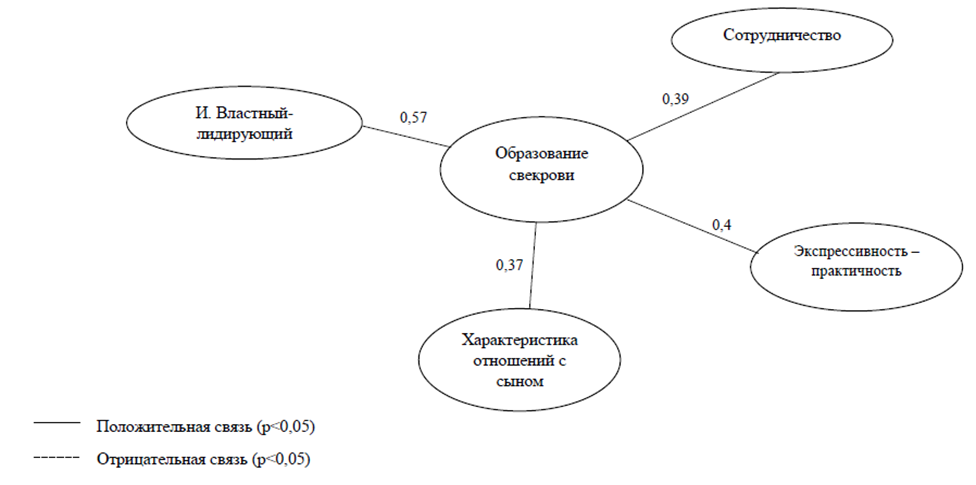 Сотрудничество
0,39
И. Властный-
лидирующий
0,57
Образование
свекрови
0,4
Экспрессивность –
практичность
0,37
Характеристика
отношений с
сыном
Положительная связь (р<0,05)
Отрицательная связь (р<0,05)